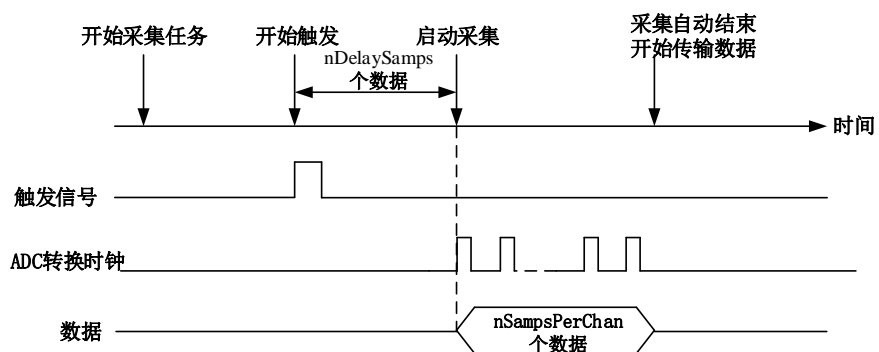 开始采集任务
开始触发
启动采集
采集自动结束
开始传输数据
nDelaySamps
个数据
时间
触发信号
ADC转换时钟
数据
nSampsPerChan
个数据